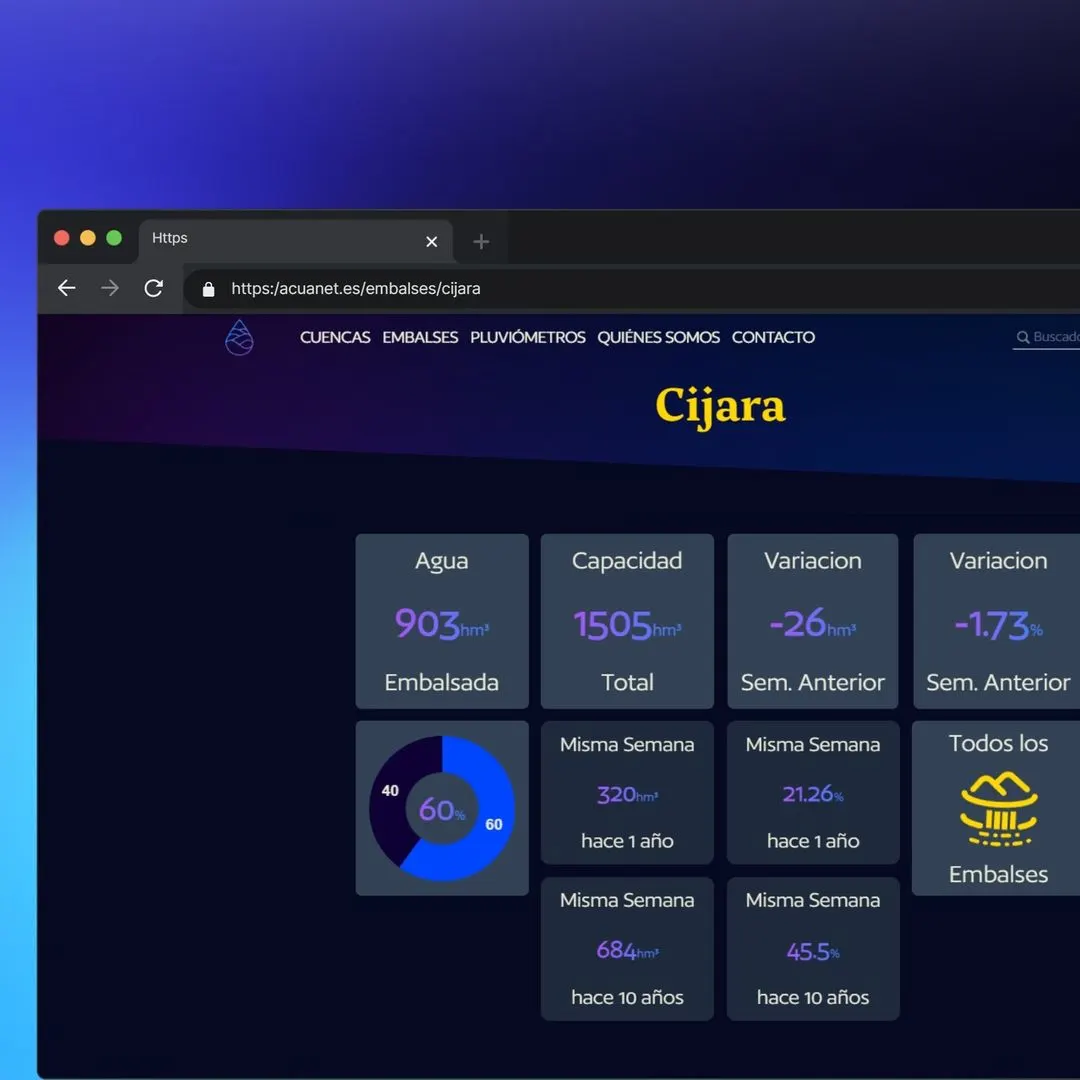 Https
https:/acuanet.es/embalses/cijara
CUENCAS EMBALSES PLUVIÓMETROS QUIÉNES SOMOS CONTACTO
Buscado
Cijara
Agua
903hm³
Embalsada
Capacidad
1505hm³
Total
Variacion
-26hm³
Sem. Anterior
Variacion
-1.73%
Sem. Anterior
40
60%
60
Misma Semana
320hm³
hace 1 año
Misma Semana
21.26%
hace 1 año
Todos los
Embalses
Misma Semana
684hm³
hace 10 años
Misma Semana
45.5%
hace 10 años